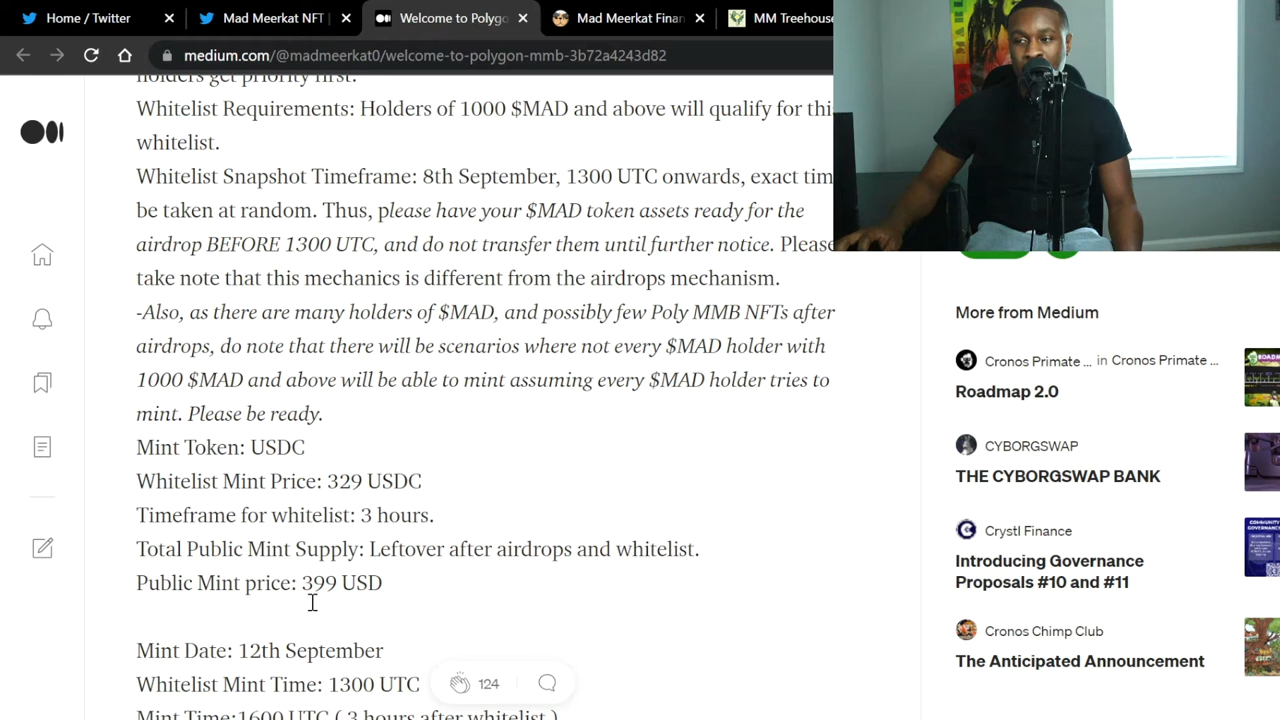 Home / Twitter
Mad Meerkat NFT
Welcome to Polygo
Mad Meerkat Finan
MM Treehouse
medium.com/@madmeerkat0/welcome-to-polygon-mmb-3b72a4243d82
holders get priority first.
Whitelist Requirements: Holders of 1000 $MAD and above will qualify for this
whitelist.
Whitelist Snapshot Timeframe: 8th September, 1300 UTC onwards, exact tim
be taken at random. Thus, please have your $MAD token assets ready for the
airdrop BEFORE 1300 UTC, and do not transfer them until further notice. Please
take note that this mechanics is different from the airdrops mechanism.
-Also, as there are many holders of $MAD, and possibly few Poly MMB NFTs after
airdrops, do note that there will be scenarios where not every $MAD holder with
1000 $MAD and above will be able to mint assuming every $MAD holder tries to
mint. Please be ready.
Mint Token: USDC
Whitelist Mint Price: 329 USDC
Timeframe for whitelist: 3 hours.
Total Public Mint Supply: Leftover after airdrops and whitelist.
Public Mint price: 399 USD
Mint Date: 12th September
Whitelist Mint Time: 1300 UTC
Mint Time:1600 UTC ( 3 hours after whitelist )
124
More from Medium
Cronos Primate ... in Cronos Primate ...
Roadmap 2.0
CYBORGSWAP
THE CYBORGSWAP BANK
Crystl Finance
Introducing Governance
Proposals #10 and #11
Cronos Chimp Club
The Anticipated Announcement